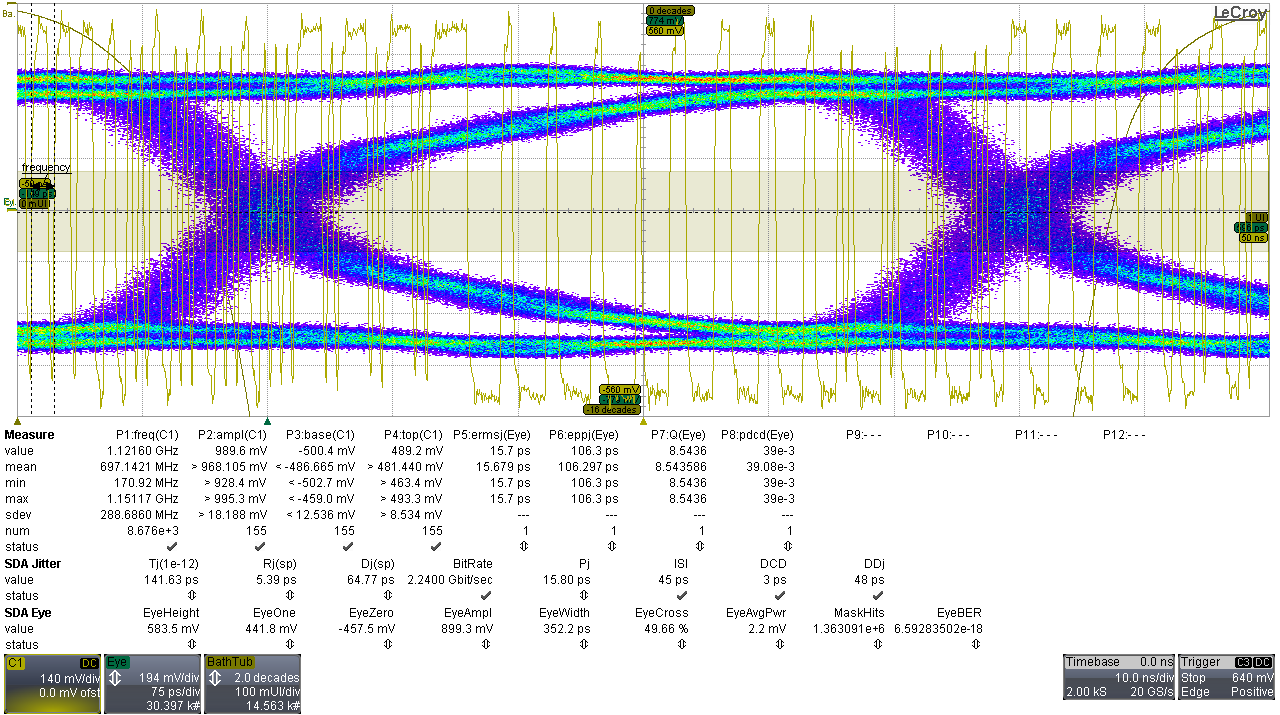 Ba.
0 decades
774 mV
560 mV
LeCroy
frequency
0 mUI
Ey.
1 UI
50 ns
-560 mV
-16 decades
Measure P1:freq(C1) P2:ampl(C1) P3:base(C1) P4:top(C1) P5:ermsj(Eye) P6:eppj(Eye) P7:Q(Eye) P8:pdcd(Eye) P9:- - - P10:- - - P11:- - - P12:- - -
value 1.12160 GHz 989.6 mV -500.4 mV 489.2 mV 15.7 ps 106.3 ps 8.5436 39e-3
mean 697.1421 MHz > 968.105 mV < -486.665 mV > 481.440 mV 15.679 ps 106.297 ps 8.543586 39.08e-3
min 170.92 MHz > 928.4 mV < -502.7 mV > 463.4 mV 15.7 ps 106.3 ps 8.5436 39e-3
max 1.15117 GHz > 995.3 mV < -459.0 mV > 493.3 mV 15.7 ps 106.3 ps 8.5436 39e-3
sdev 288.6860 MHz > 18.188 mV < 12.536 mV > 8.534 mV - - - - - - - - - - - -
num 8.676e+3 155 155 155 1 1 1 1
status
SDA Jitter Tj(1e-12) Rj(sp) Dj(sp) BitRate Pj ISI DCD DDj
value 141.63 ps 5.39 ps 64.77 ps 2.2400 Gbit/sec 15.80 ps 45 ps 3 ps 48 ps
status
SDA Eye EyeHeight EyeOne EyeZero EyeAmpl EyeWidth EyeCross EyeAvgPwr MaskHits EyeBER
value 583.5 mV 441.8 mV -457.5 mV 899.3 mV 352.2 ps 49.66 % 2.2 mV 1.363091e+6 6.59283502e-18
status
C1 DC
140 mV/div
0.0 mV ofst
Eye
194 mV/div
75 ps/div
30.397 k#
BathTub
2.0 decades
100 mUI/div
14.563 k#
Timebase 0.0 ns
10.0 ns/div
2.00 kS 20 GS/s
Trigger C3 DC
Stop 640 mV
Edge Positive